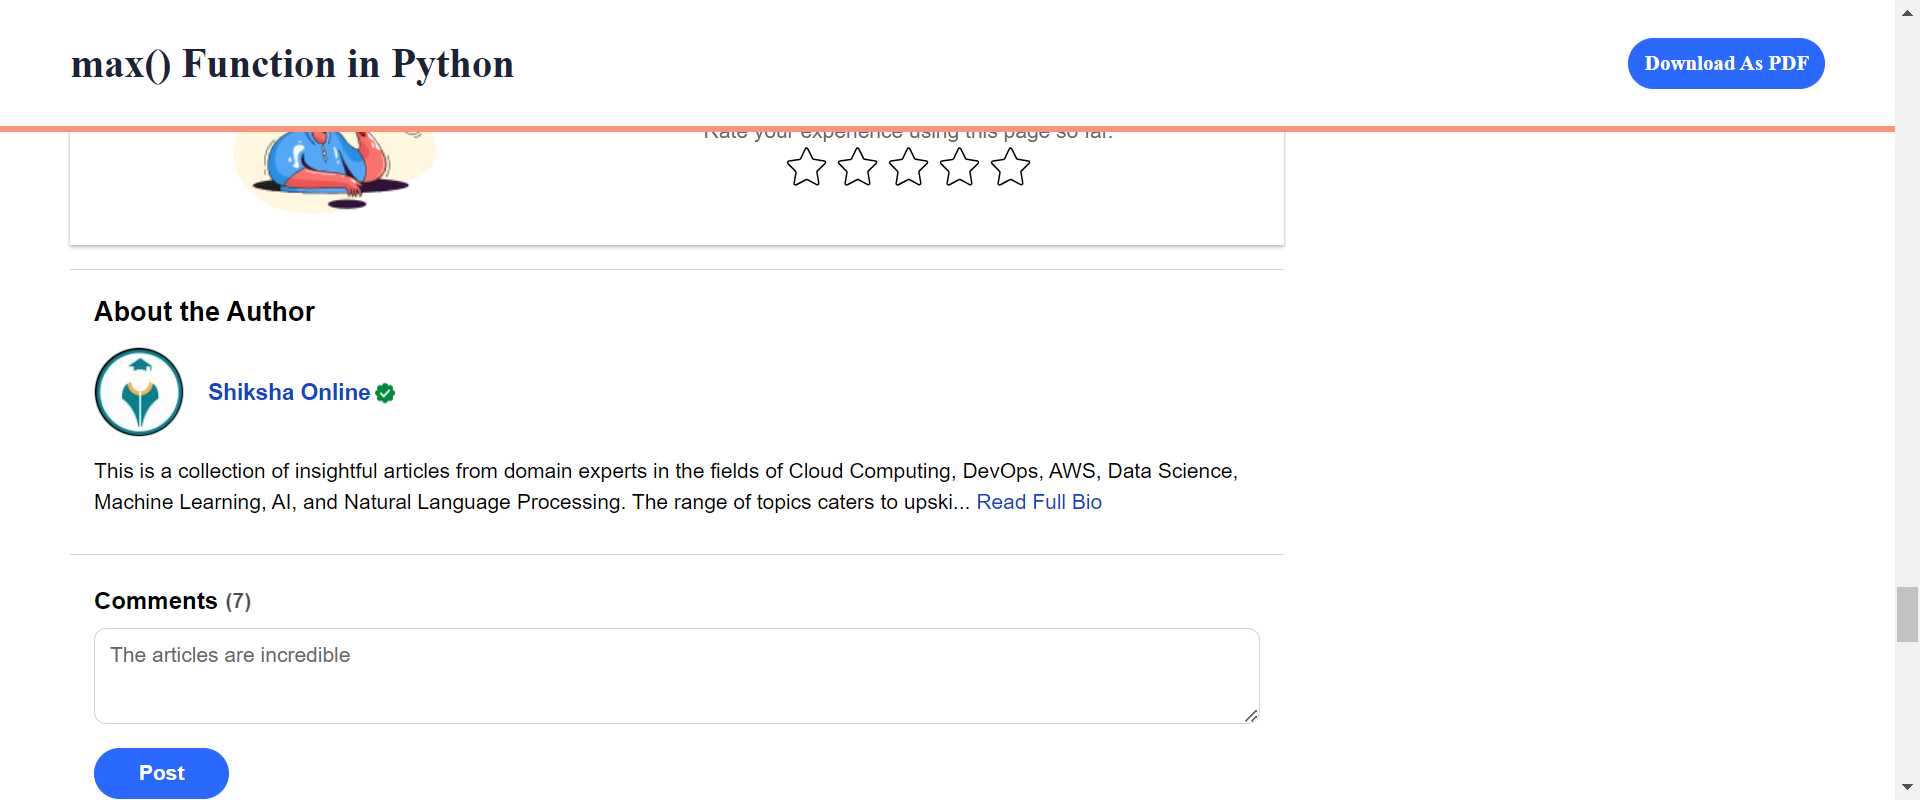 max() Function in Python
Download As PDF
Rate your experience using this page so far.
About the Author
Shiksha Online
This is a collection of insightful articles from domain experts in the fields of Cloud Computing, DevOps, AWS, Data Science,
Machine Learning, AI, and Natural Language Processing. The range of topics caters to upski... Read Full Bio
Comments (7)
The articles are incredible
Post